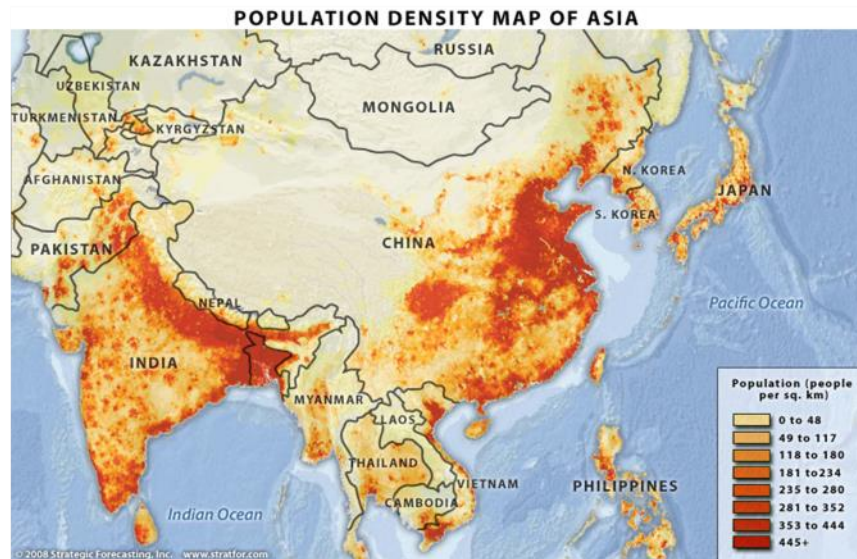 POPULATION DENSITY MAP OF ASIA
RUSSIA
KAZAKHSTAN
UZBEKISTAN
MONGOLIA
TURKMENISTAN
KYRGYZSTAN
N. KOREA
AFGHANISTAN
JAPAN
S. KOREA
PAKISTAN
CHINA
NEPAL
Pacific Ocean
INDIA
MYANMAR
LAOS
THAILAND
VIETNAM
CAMBODIA
PHILIPPINES
Indian Ocean
Population (people
per sq. km)
0 to 48
49 to 117
118 to 180
181 to234
235 to 280
281 to 352
353 to 444
445+
© 2008 Strategic Forecasting, Inc. www.stratfor.com